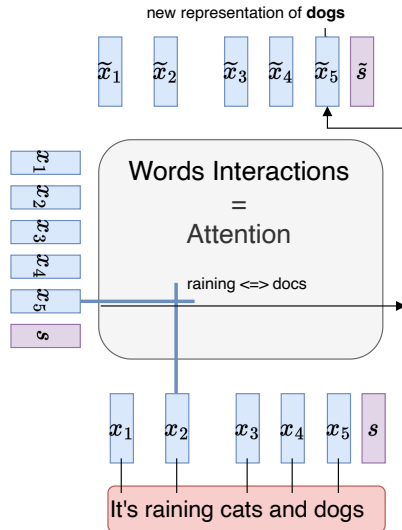 new representation of dogs
x̃₁ x̃₂ x̃₃ x̃₄ x̃₅ s̃
x₁
x₂
x₃
x₄
x₅
s
Words Interactions
=
Attention
raining <=> docs
x₁ x₂ x₃ x₄ x₅ s
It's raining cats and dogs